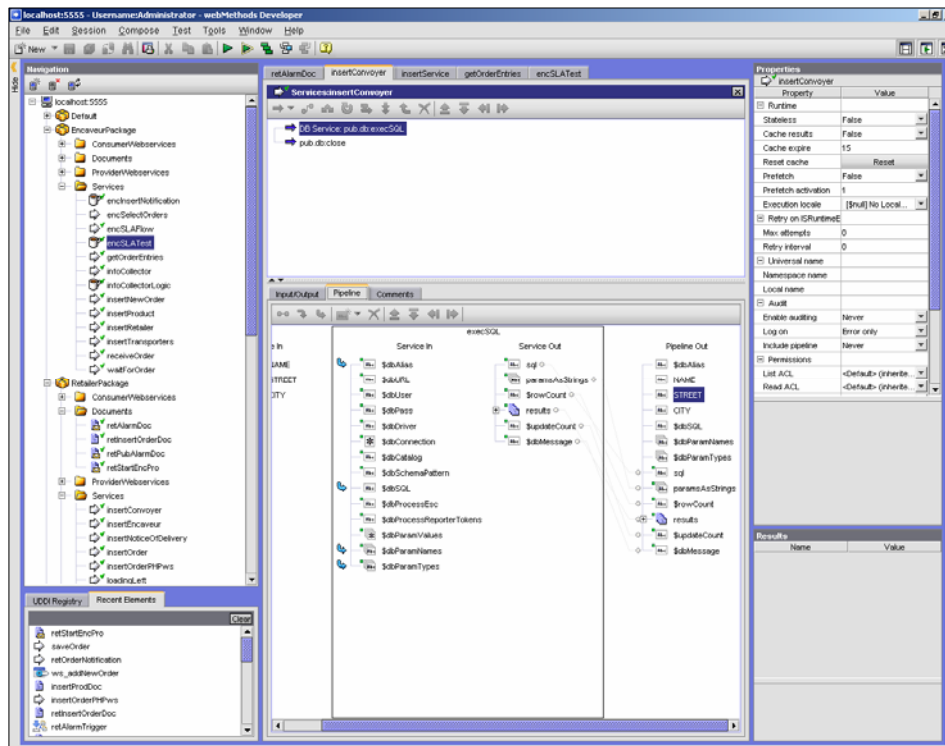 localhost:5555 - Username:Administrator - webMethods Developer
File Edit Session Compose Test Tools Window Help
New
Hide
Navigation
localhost:5555
Default
EncaveurPackage
ConsumerWebservices
Documents
ProviderWebservices
Services
encInsertNotification
encSelectOrders
encSLAFlow
encSLATest
getOrderEntries
infoCollector
infoCollectorLogic
insertNewOrder
insertProduct
insertRetailer
insertTransporters
receiveOrder
waitForOrder
RetailerPackage
ConsumerWebservices
Documents
retAlarmDoc
retInsertOrderDoc
retPubAlarmDoc
retStartEncPro
ProviderWebservices
Services
insertConvoyer
insertEncaveur
insertNoticeOfDelivery
insertOrder
insertOrderPHPws
loadingLeft
UDDI Registry Recent Elements
Clear
retStartEncPro
saveOrder
retOrderNotification
ws_addNewOrder
insertProdDoc
insertOrderPHPws
retInsertOrderDoc
retAlarmTrigger
retAlarmDoc insertConvoyer insertService getOrderEntries encSLATest
Services:insertConvoyer
DB Service: pub.db:execSQL
pub.db:close
Input/Output Pipeline Comments
execSQL
e In Service In Service Out Pipeline Out
NAME
STREET
CITY
$dbAlias
$dbURL
$dbUser
$dbPass
$dbDriver
$dbConnection
$dbCatalog
$dbSchemaPattern
$dbSQL
$dbProcessEsc
$dbProcessReporterTokens
$dbParamValues
$dbParamNames
$dbParamTypes
sql
paramsAsStrings
$rowCount
results
$updateCount
$dbMessage
$dbAlias
NAME
STREET
CITY
$dbSQL
$dbParamNames
$dbParamTypes
sql
paramsAsStrings
$rowCount
results
$updateCount
$dbMessage
Properties
insertConvoyer
Property Value
Runtime
Stateless False
Cache results False
Cache expire 15
Reset cache Reset
Prefetch False
Prefetch activation 1
Execution locale [$null] No Local...
Retry on ISRuntimeE
Max attempts 0
Retry interval 0
Universal name
Namespace name
Local name
Audit
Enable auditing Never
Log on Error only
Include pipeline Never
Permissions
List ACL <Default> (inherite...
Read ACL <Default> (inherite...
Results
Name Value